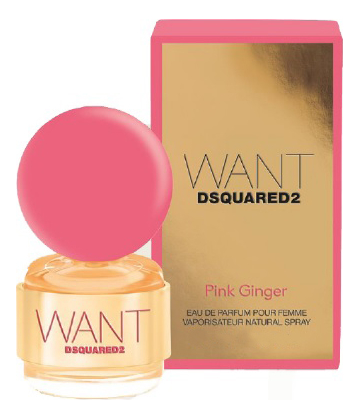 WANT
DSQUARED2
Pink Ginger
EAU DE PARFUM POUR FEMME
VAPORISATEUR NATURAL SPRAY
WANT
DSQUARED2